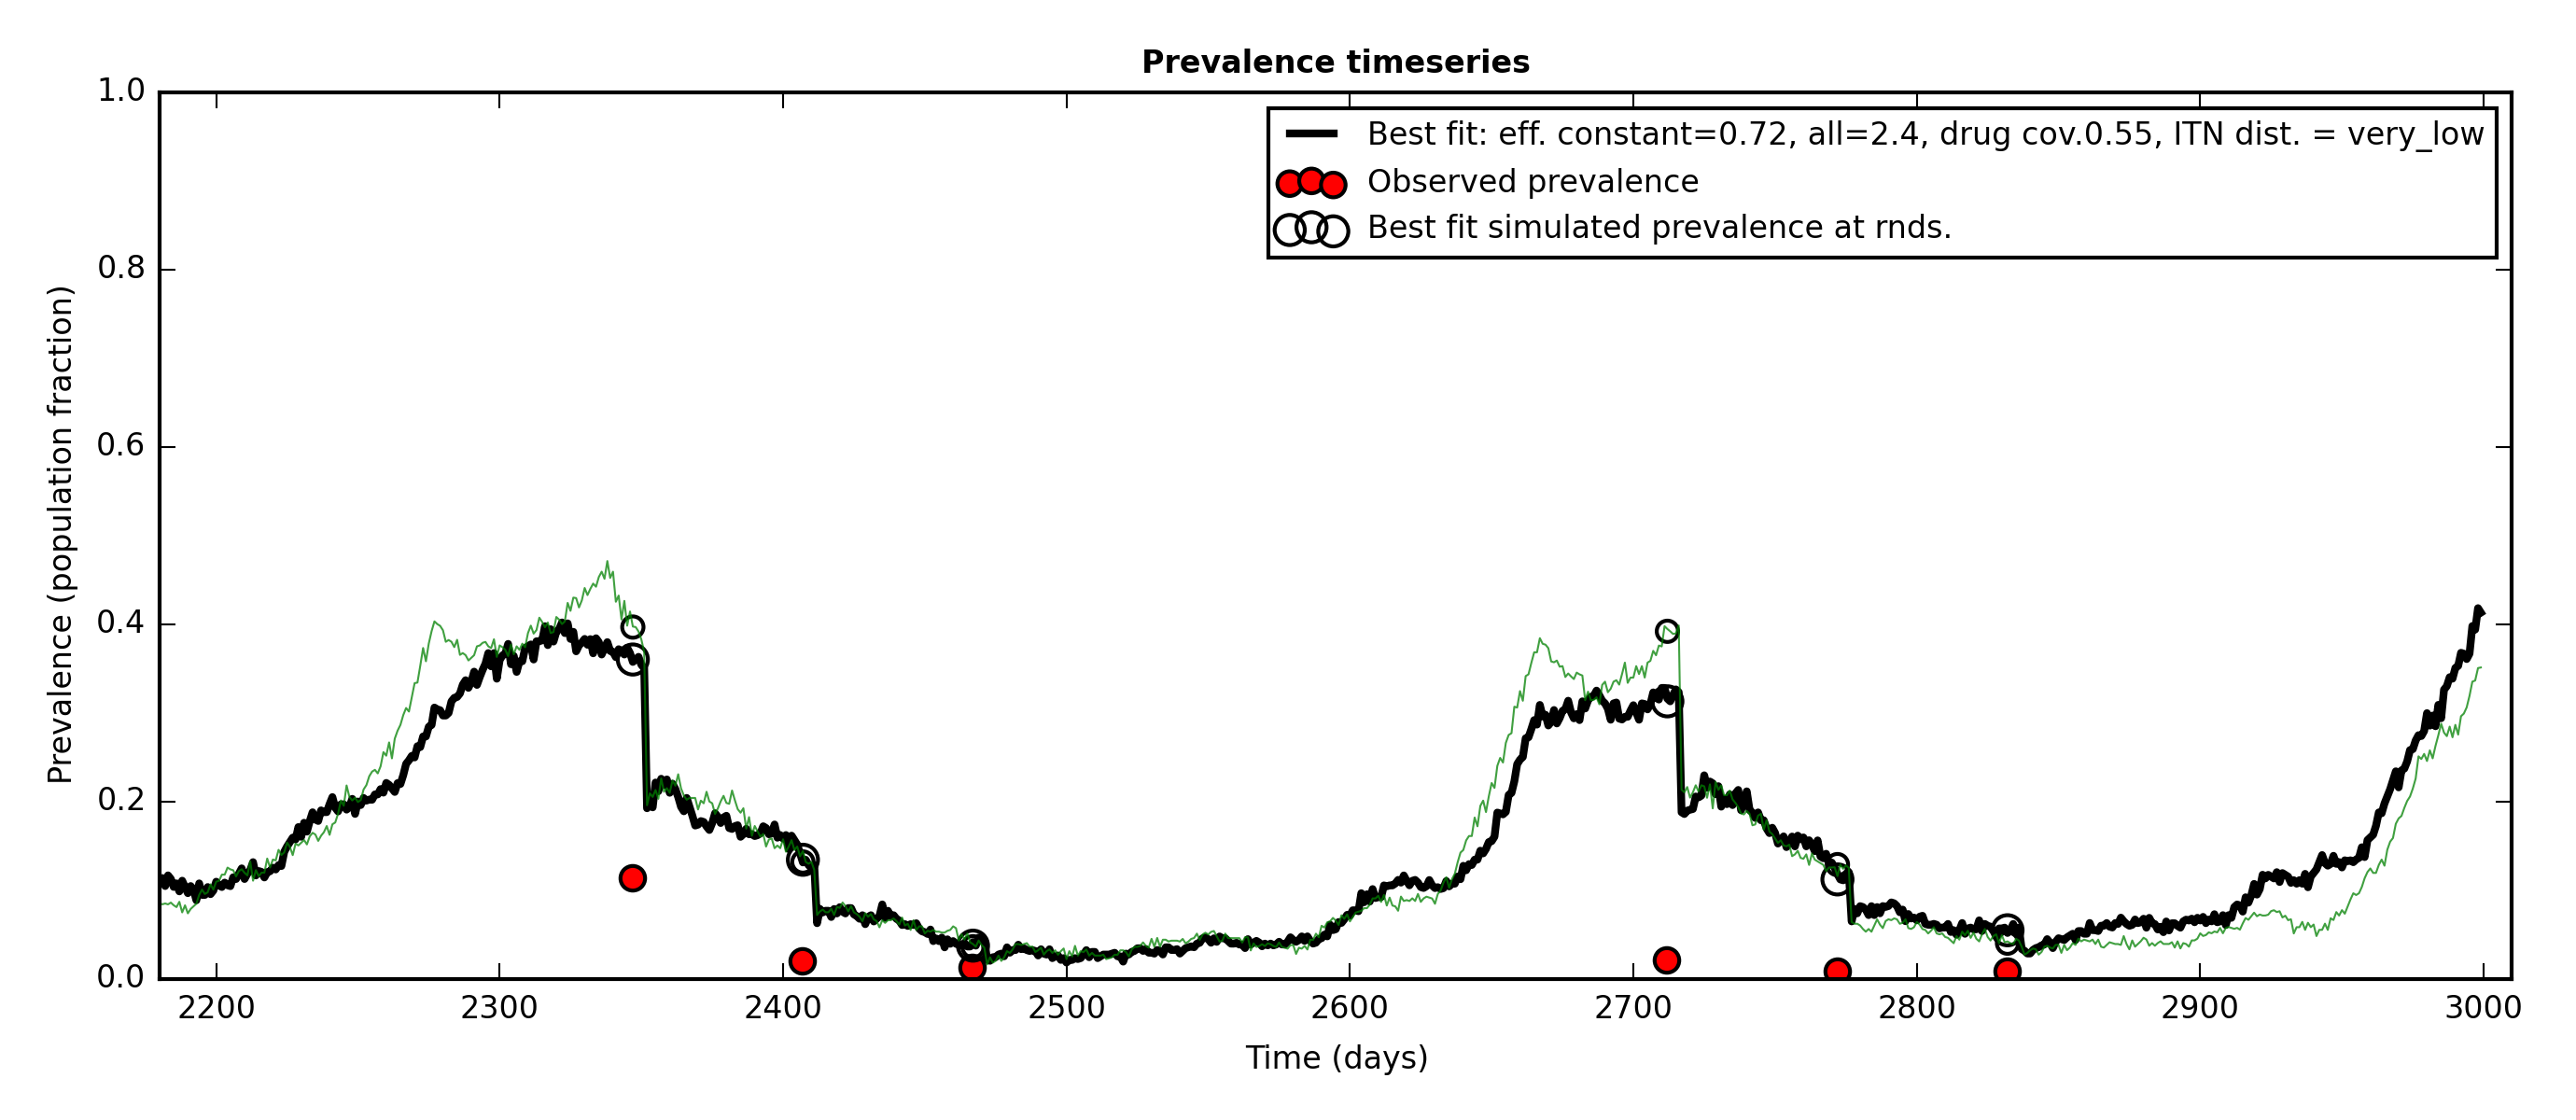 Prevalence timeseries
1.0
0.8
0.6
0.4
0.2
0.0
Prevalence (population fraction)
Best fit: eff. constant=0.72, all=2.4, drug cov.0.55, ITN dist. = very_low
Observed prevalence
Best fit simulated prevalence at rnds.
2200 2300 2400 2500 2600 2700 2800 2900 3000
Time (days)